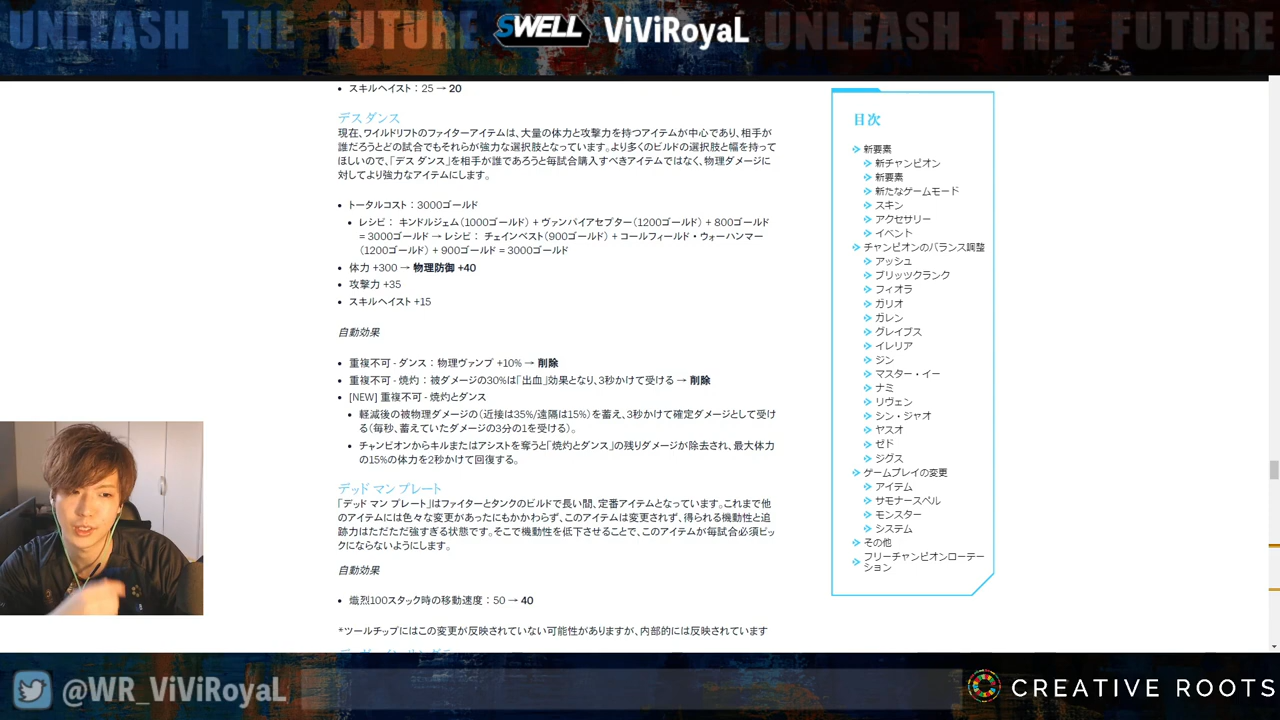 UNLEASH THE FUTURE SWELL ViViRoyaL UNLEASH THE FUTURE
• スキルヘイスト：25 → 20
デス ダンス
現在、ワイルドリフトのファイターアイテムは、大量の体力と攻撃力を持つアイテムが中心であり、相手が
誰だろうとどの試合でもそれらが強力な選択肢となっています。より多くのビルドの選択肢と幅を持って
ほしいので、「デス ダンス」を相手が誰であろうと毎試合購入すべきアイテムではなく、物理ダメージに
対してより強力なアイテムにします。
• トータルコスト：3000ゴールド
• レシピ： キンドルジェム（1000ゴールド）+ ヴァンパイアセプター（1200ゴールド）+ 800ゴールド
= 3000ゴールド → レシピ： チェインベスト（900ゴールド）+ コールフィールド・ウォーハンマー
（1200ゴールド）+ 900ゴールド = 3000ゴールド
• 体力 +300 → 物理防御 +40
• 攻撃力 +35
• スキルヘイスト +15
自動効果
• 重複不可 - ダンス：物理ヴァンプ +10% → 削除
• 重複不可 - 焼灼：被ダメージの30%は「出血」効果となり、3秒かけて受ける → 削除
• [NEW] 重複不可 - 焼灼とダンス
• 軽減後の被物理ダメージの（近接は35%/遠隔は15%）を蓄え、3秒かけて確定ダメージとして受け
る（毎秒、蓄えていたダメージの3分の1を受ける）。
• チャンピオンからキルまたはアシストを奪うと「焼灼とダンス」の残りダメージが除去され、最大体力
の15%の体力を2秒かけて回復する。
デッド マン プレート
「デッド マン プレート」はファイターとタンクのビルドで長い間、定番アイテムとなっています。これまで他
のアイテムには色々な変更があったにもかかわらず、このアイテムは変更されず、得られる機動性と追
跡力はただただ強すぎる状態です。そこで機動性を低下させることで、このアイテムが毎試合必須ピッ
クにならないようにします。
自動効果
• 熾烈100スタック時の移動速度：50 → 40
*ツールチップにはこの変更が反映されていない可能性がありますが、内部的には反映されています
目次
新要素
新チャンピオン
新要素
新たなゲームモード
スキン
アクセサリー
イベント
チャンピオンのバランス調整
アッシュ
ブリッツクランク
フィオラ
ガリオ
ガレン
グレイブス
イレリア
ジン
マスター・イー
ナミ
リヴェン
シン・ジャオ
ヤスオ
ゼド
ジグス
ゲームプレイの変更
アイテム
サモナースペル
モンスター
システム
その他
フリーチャンピオンローテー
ション
@WR_ViViRoyaL
CREATIVE ROOTS